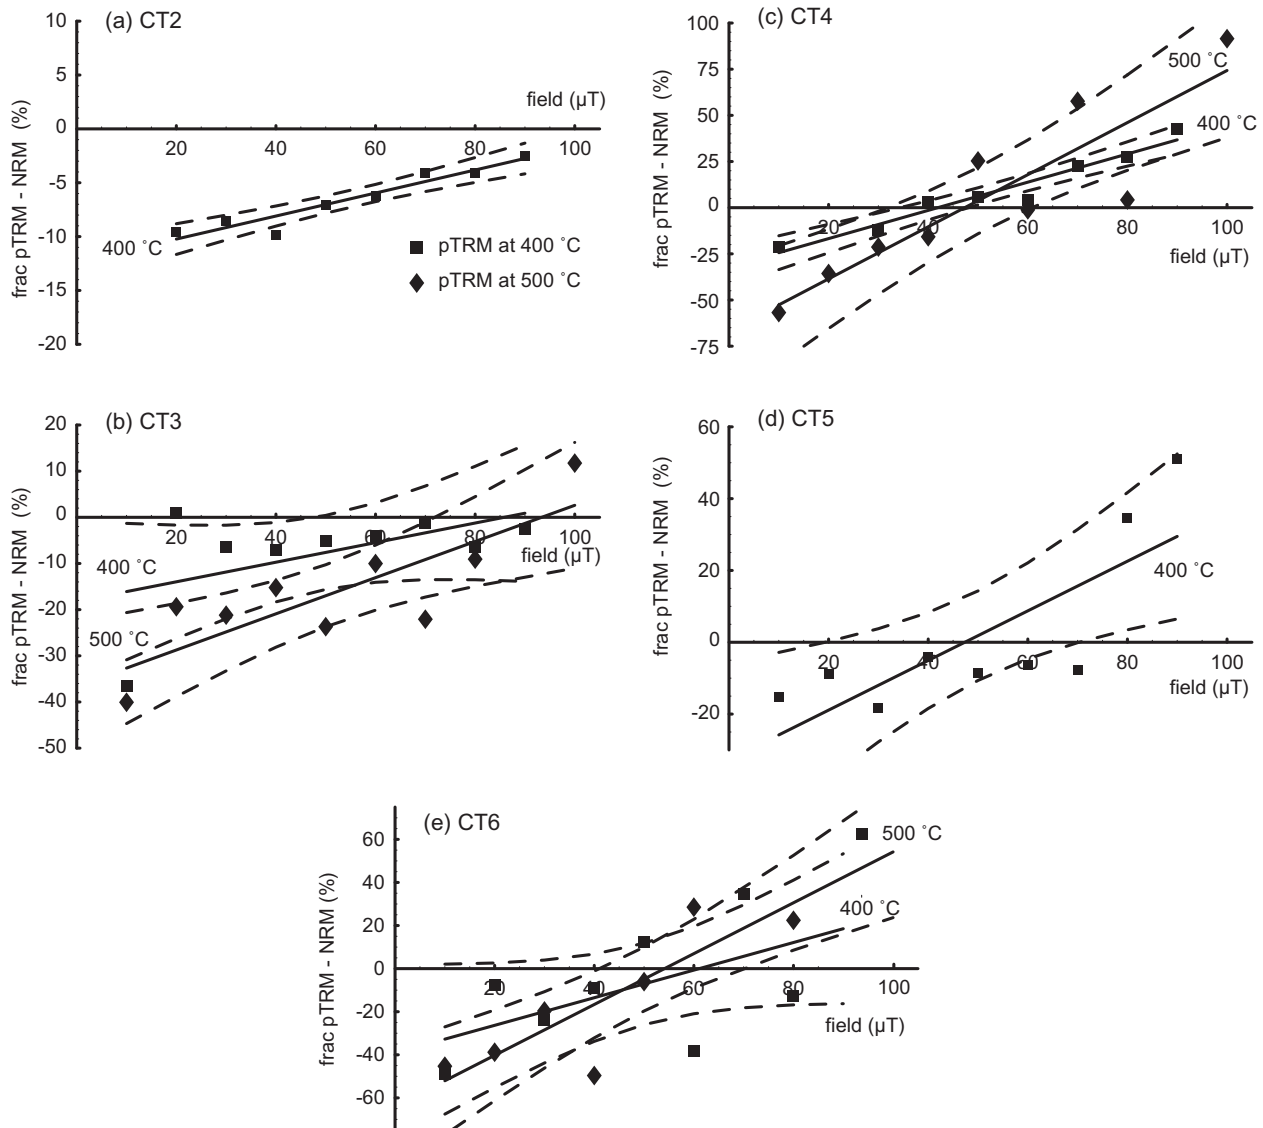 (a) CT2
10
5
0
-5
-10
-15
-20
frac pTRM - NRM (%)
field (µT)
20 40 60 80 100
400 ˚C
pTRM at 400 ˚C
pTRM at 500 ˚C
(c) CT4
100
75
50
25
0
-25
-50
-75
frac pTRM - NRM (%)
500 ˚C
400 ˚C
20 40 60 80 100
field (µT)
(b) CT3
20
10
0
-10
-20
-30
-40
-50
frac pTRM - NRM (%)
20 40 60 80 100
field (µT)
400 ˚C
500 ˚C
(d) CT5
60
40
20
0
-20
frac pTRM - NRM (%)
400 ˚C
20 40 60 80 100
field (µT)
(e) CT6
60
40
20
0
-20
-40
-60
frac pTRM - NRM (%)
500 ˚C
400 ˚C
20 40 60 80 100
field (µT)